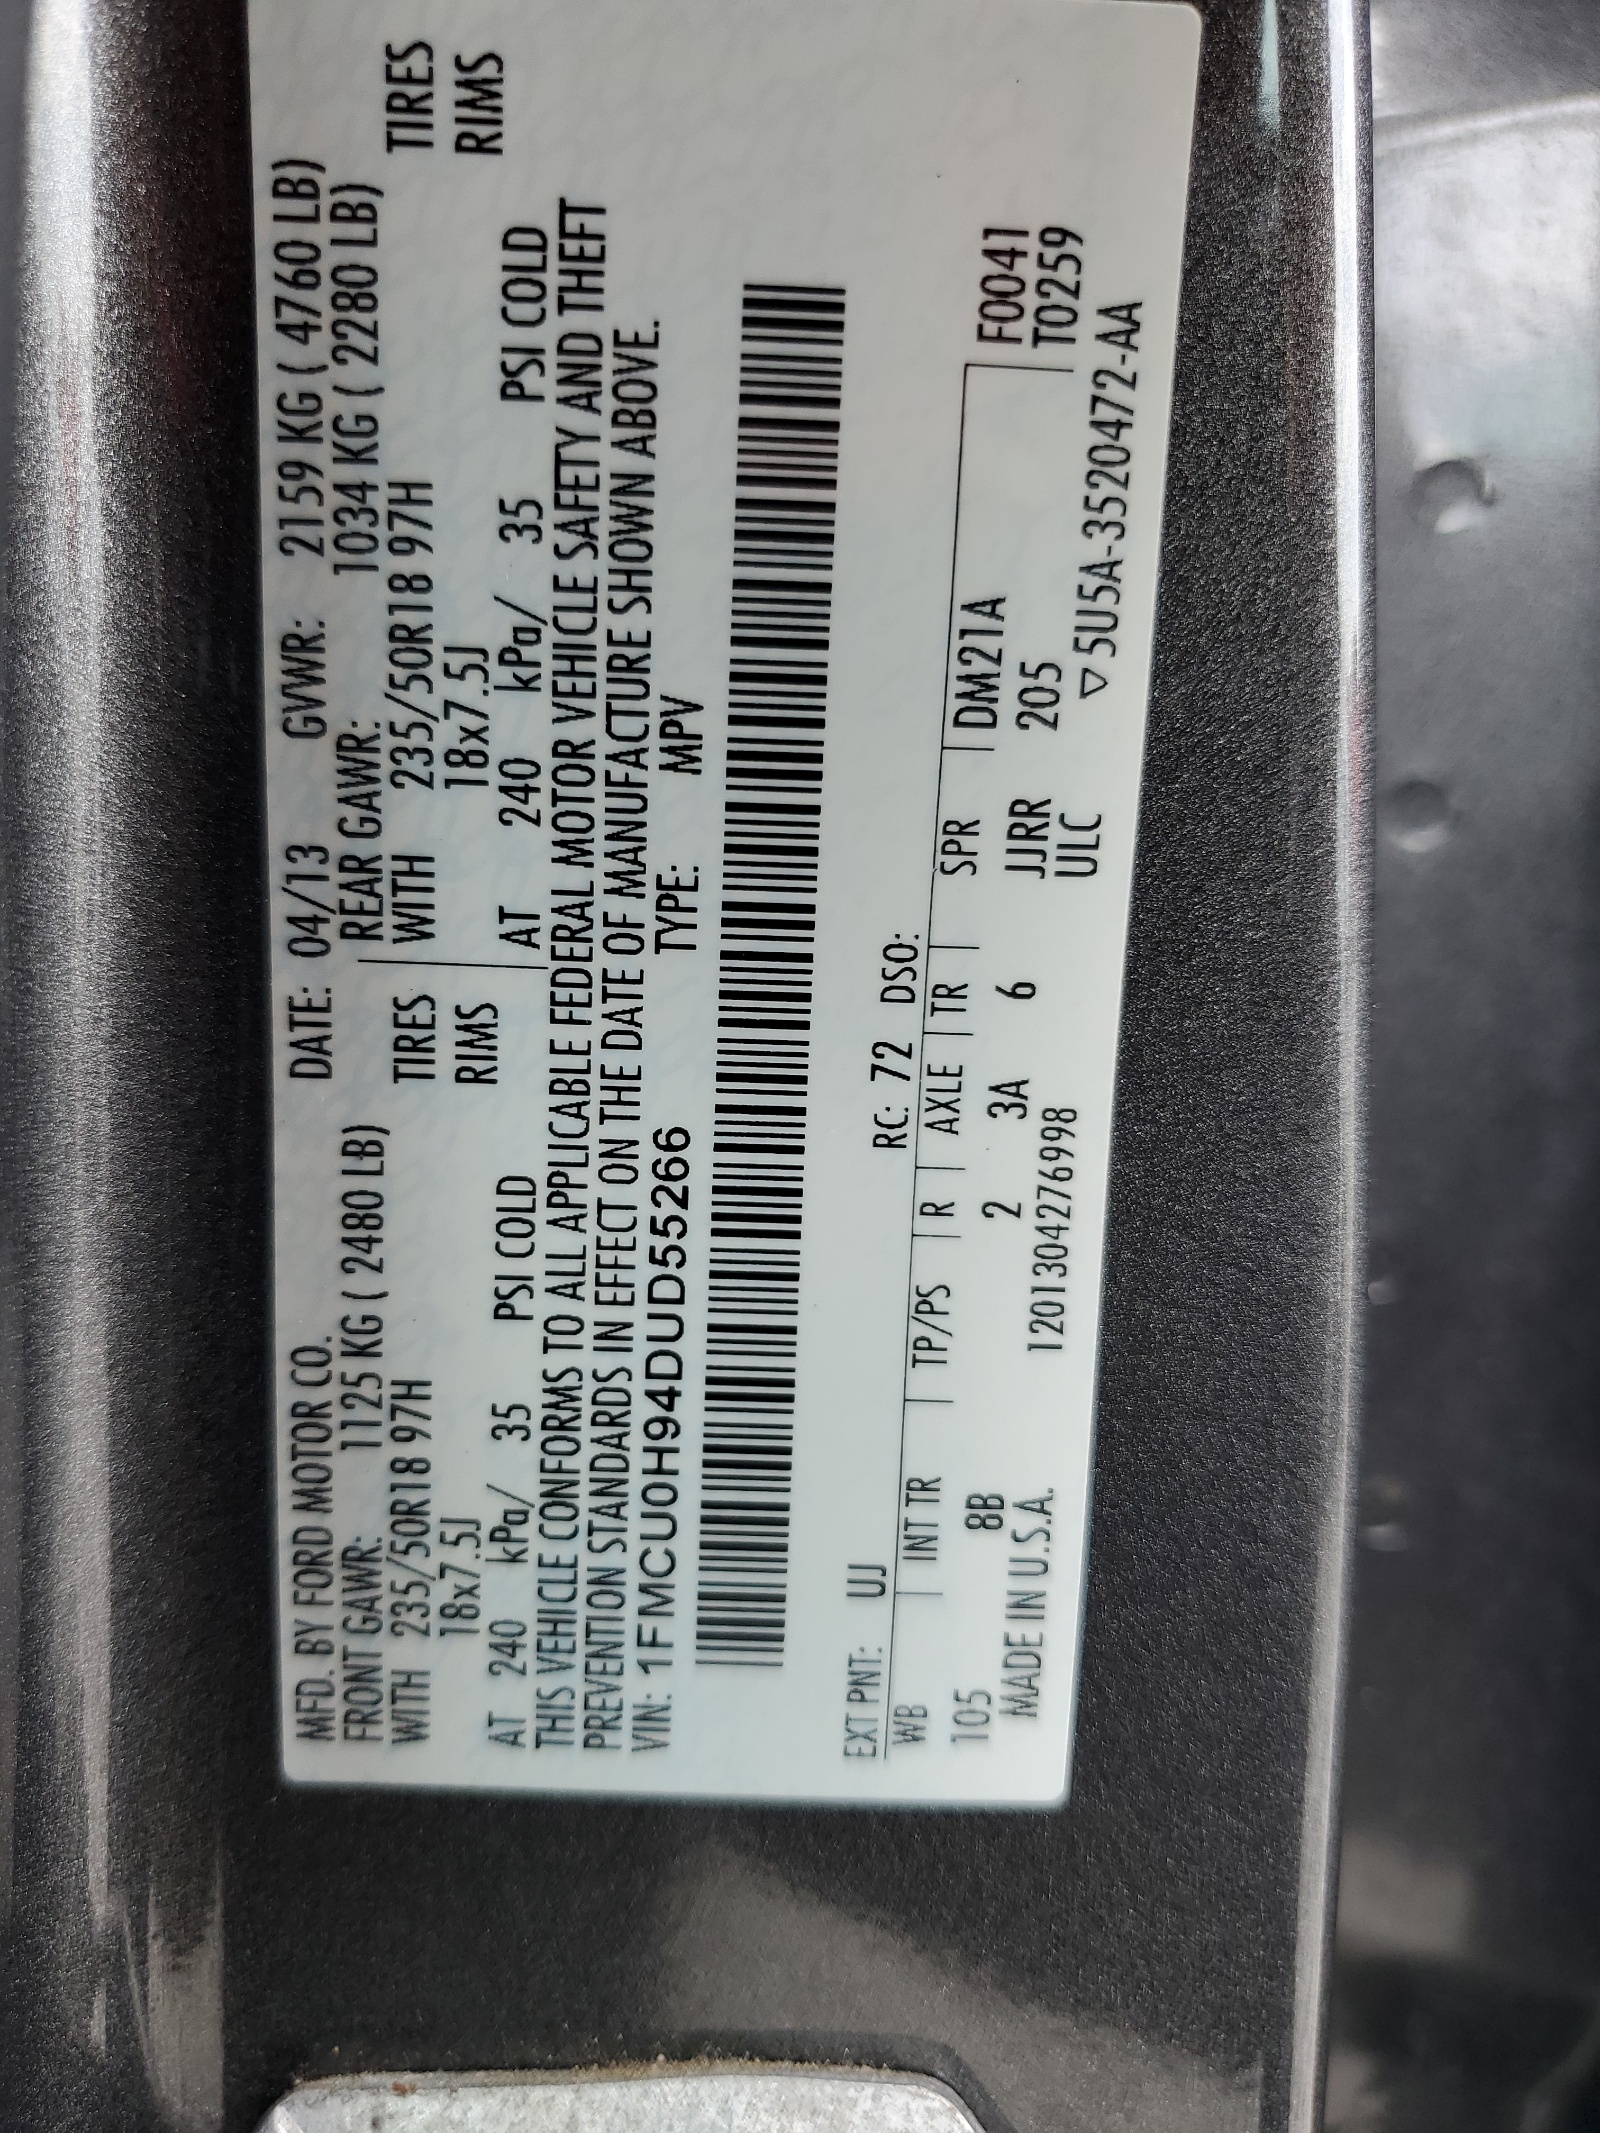 MFD. BY FORD MOTOR CO. DATE: 04/13 GVWR: 2159 KG ( 4760 LB)
FRONT GAWR: 1125 KG ( 2480 LB) REAR GAWR: 1034 KG ( 2280 LB)
WITH 235/50R18 97H TIRES WITH 235/50R18 97H TIRES
18x7.5J RIMS 18x7.5J RIMS
AT 240 kPa/ 35 PSI COLD AT 240 kPa/ 35 PSI COLD
THIS VEHICLE CONFORMS TO ALL APPLICABLE FEDERAL MOTOR VEHICLE SAFETY AND THEFT
PREVENTION STANDARDS IN EFFECT ON THE DATE OF MANUFACTURE SHOWN ABOVE.
VIN: 1FMCU0H94DUD55266 TYPE: MPV
EXT PNT: UJ RC: 72 DSO:
WB | INT TR | TP/PS | R | AXLE | TR | SPR | DM21A F0041
105 8B 2 3A 6 JJRR 205 T0259
MADE IN U.S.A. 1201304276998 ULC ▽ 5U5A-3520472-AA